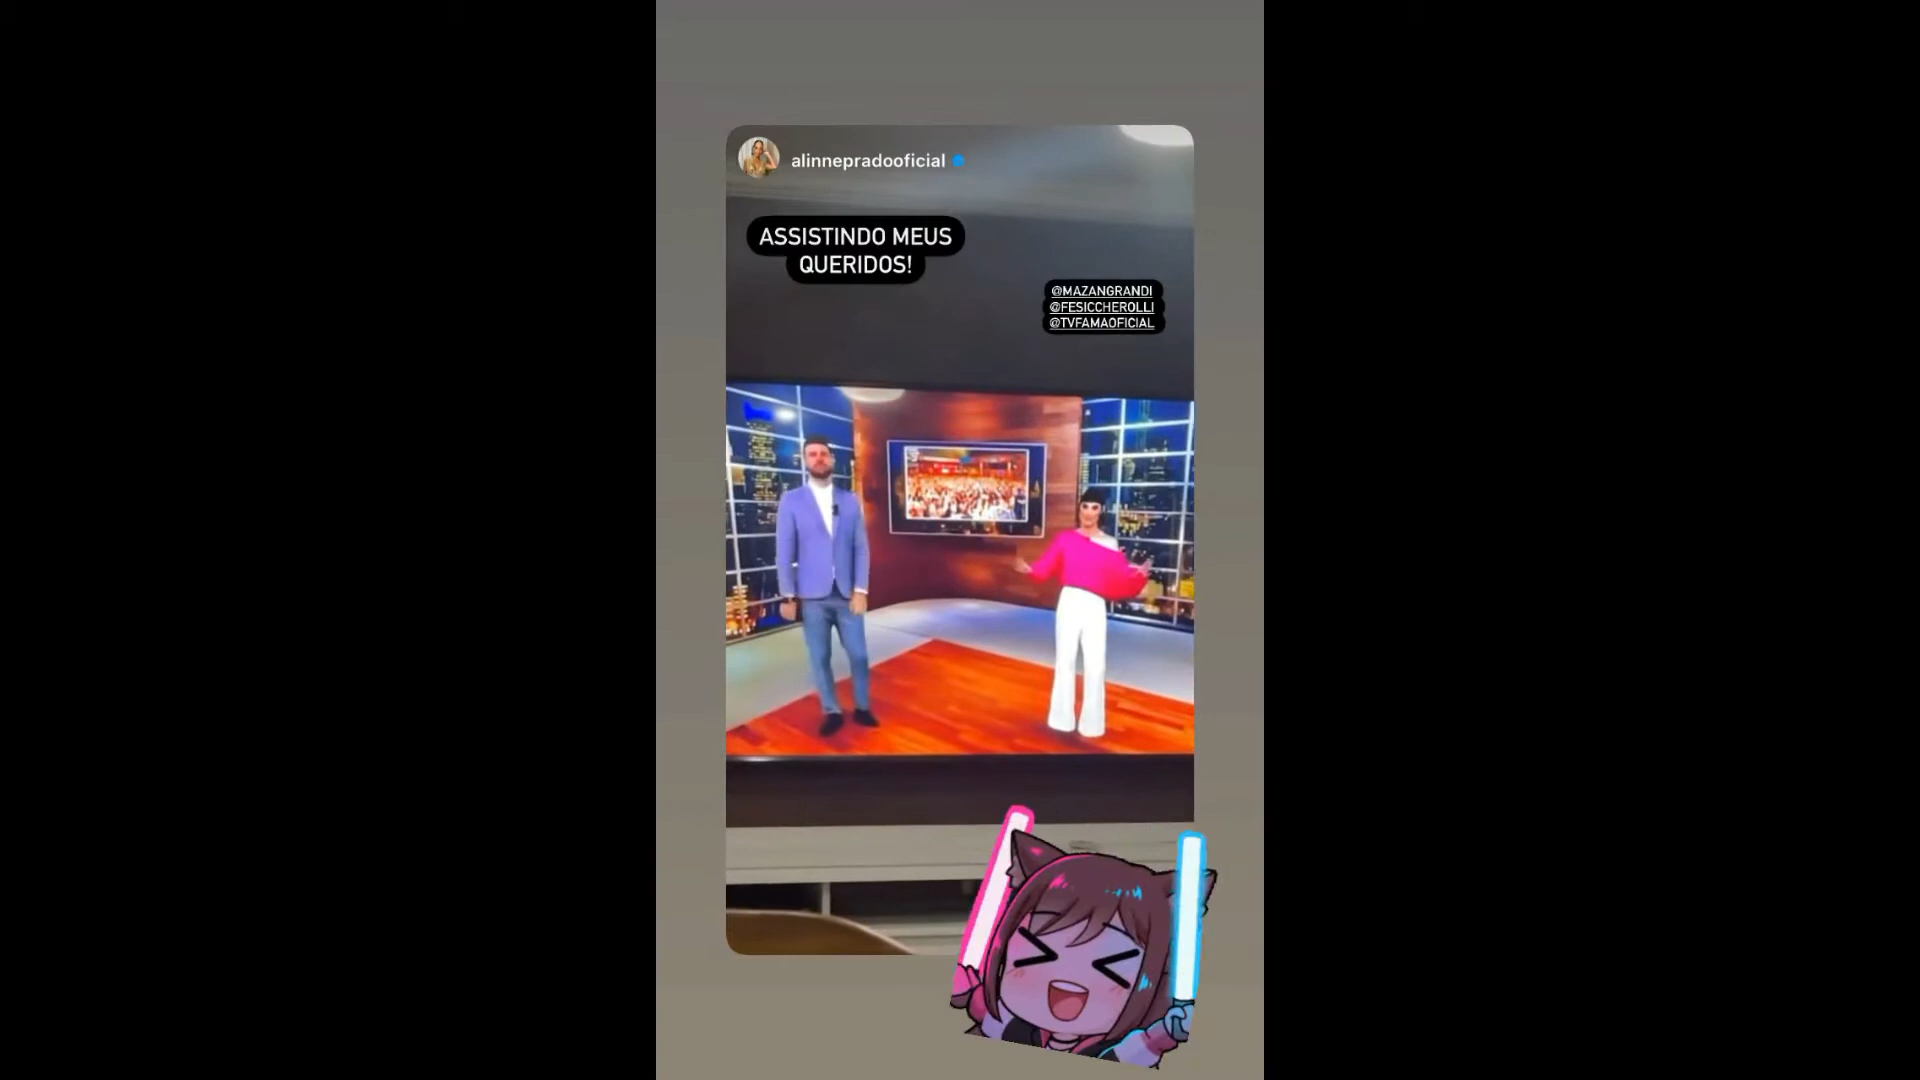 alinnepradooficial
ASSISTINDO MEUS
QUERIDOS!
@MAZANGRANDI
@FESICCHEROLLI
@TVFAMAOFICIAL